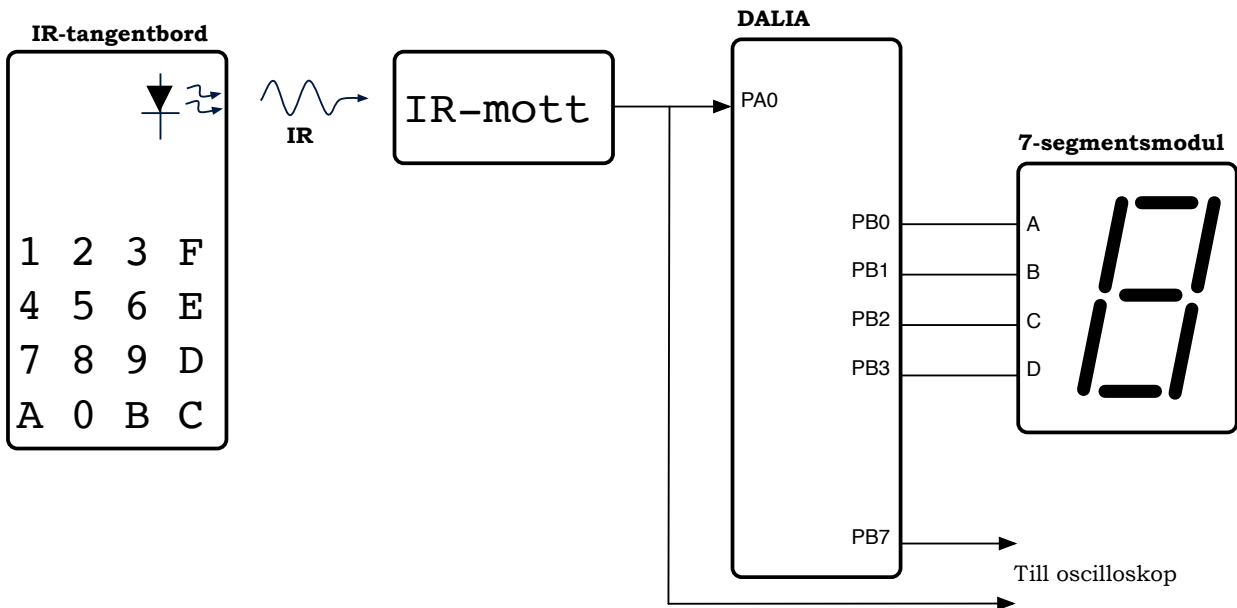 DALIA
IR-tangentbord
IR-mott
IR
PA0
7-segmentsmodul
1 2 3 F
4 5 6 E
7 8 9 D
A 0 B C
PB0 A
PB1 B
PB2 C
PB3 D
PB7
Till oscilloskop